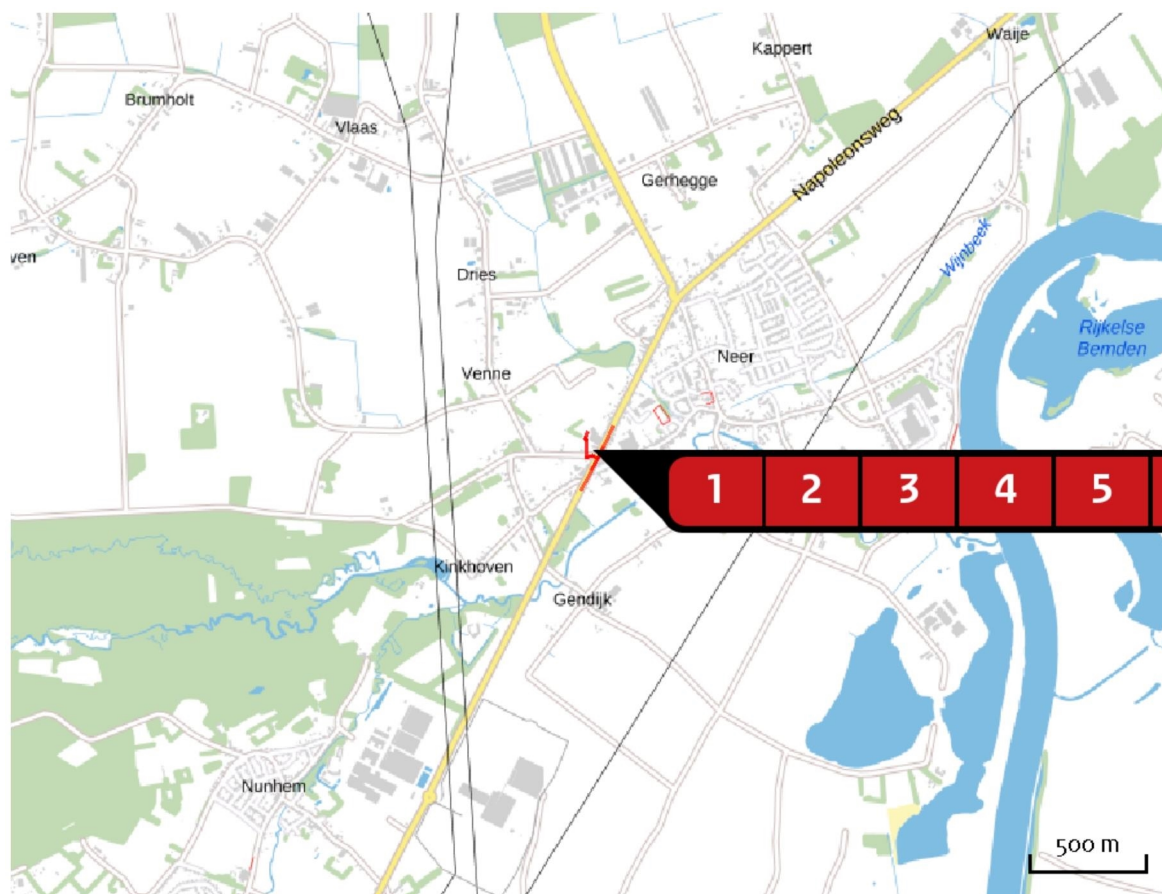 Waije
Kappert
Brumholt
Vlaas
Napoleonsweg
Gerhegge
Wijnbeek
ven
Dries
Rijkelse
Bemden
Neer
Venne
1 2 3 4 5
Kinkhoven
Gendijk
Nunhem
500 m